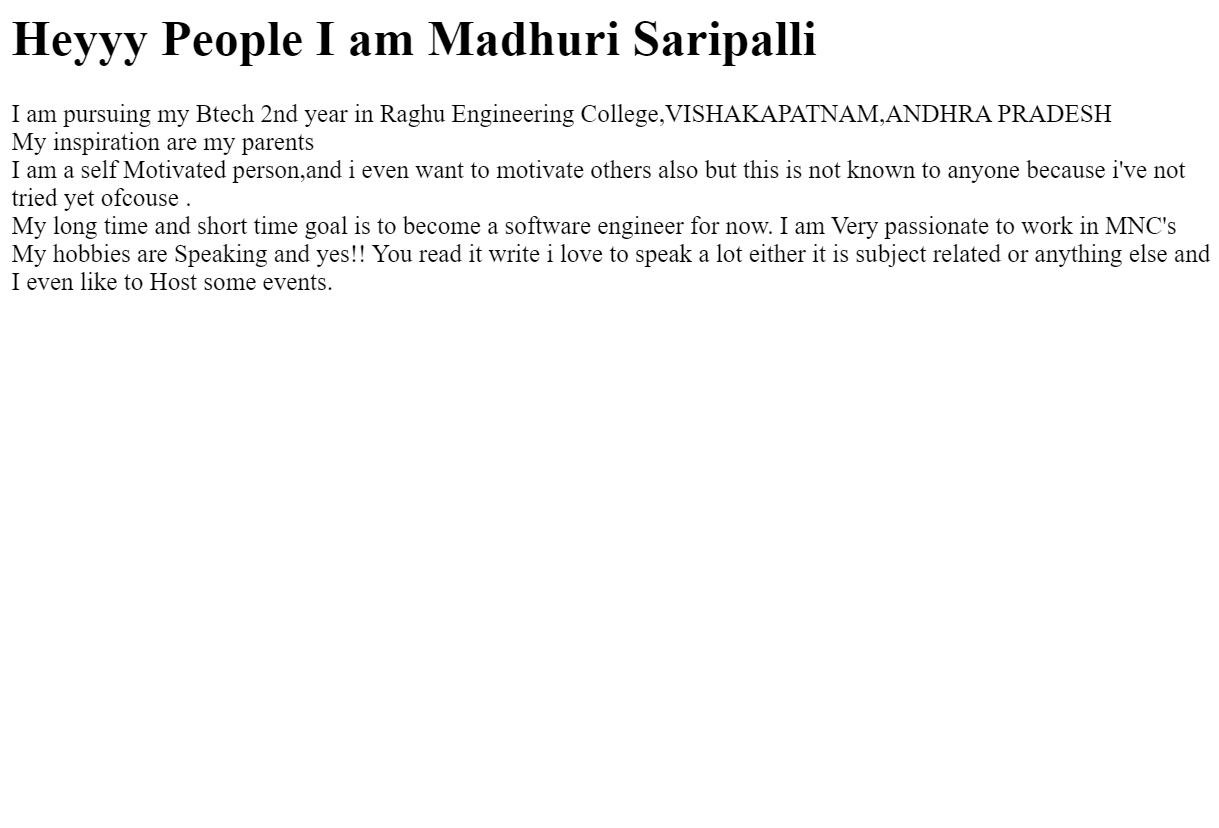 Heyyy People I am Madhuri Saripalli
I am pursuing my Btech 2nd year in Raghu Engineering College,VISHAKAPATNAM,ANDHRA PRADESH
My inspiration are my parents
I am a self Motivated person,and i even want to motivate others also but this is not known to anyone because i've not
tried yet ofcouse .
My long time and short time goal is to become a software engineer for now. I am Very passionate to work in MNC's
My hobbies are Speaking and yes!! You read it write i love to speak a lot either it is subject related or anything else and
I even like to Host some events.